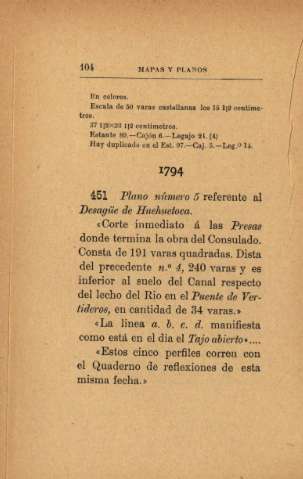 104 MAPAS Y PLANOS
En colores.
Escala de 50 varas castellanas los 15 1|2 centíme-
tros.
37 1|2×20 1|2 centímetros.
Estante 89.—Cajón 6.—Legajo 21. (4)
Hay duplicado en el Est. 97.—Caj. 3.—Leg.º 14.
1794
451 Plano número 5 referente al
Desagüe de Huehuetoca.
«Corte inmediato á las Presas
donde termina la obra del Consulado.
Consta de 191 varas quadradas. Dista
del precedente n.º 4, 240 varas y es
inferior al suelo del Canal respecto
del lecho del Rio en el Puente de Ver-
tideros, en cantidad de 34 varas.»
«La linea a. b. c. d. manifiesta
como está en el dia el Tajo abierto»....
«Estos cinco perfiles corren con
el Quaderno de reflexiones de esta
misma fecha.»